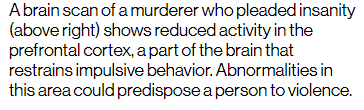 A brain scan of a murderer who pleaded insanity
(above right) shows reduced activity in the
prefrontal cortex, a part of the brain that
restrains impulsive behavior. Abnormalities in
this area could predispose a person to violence.